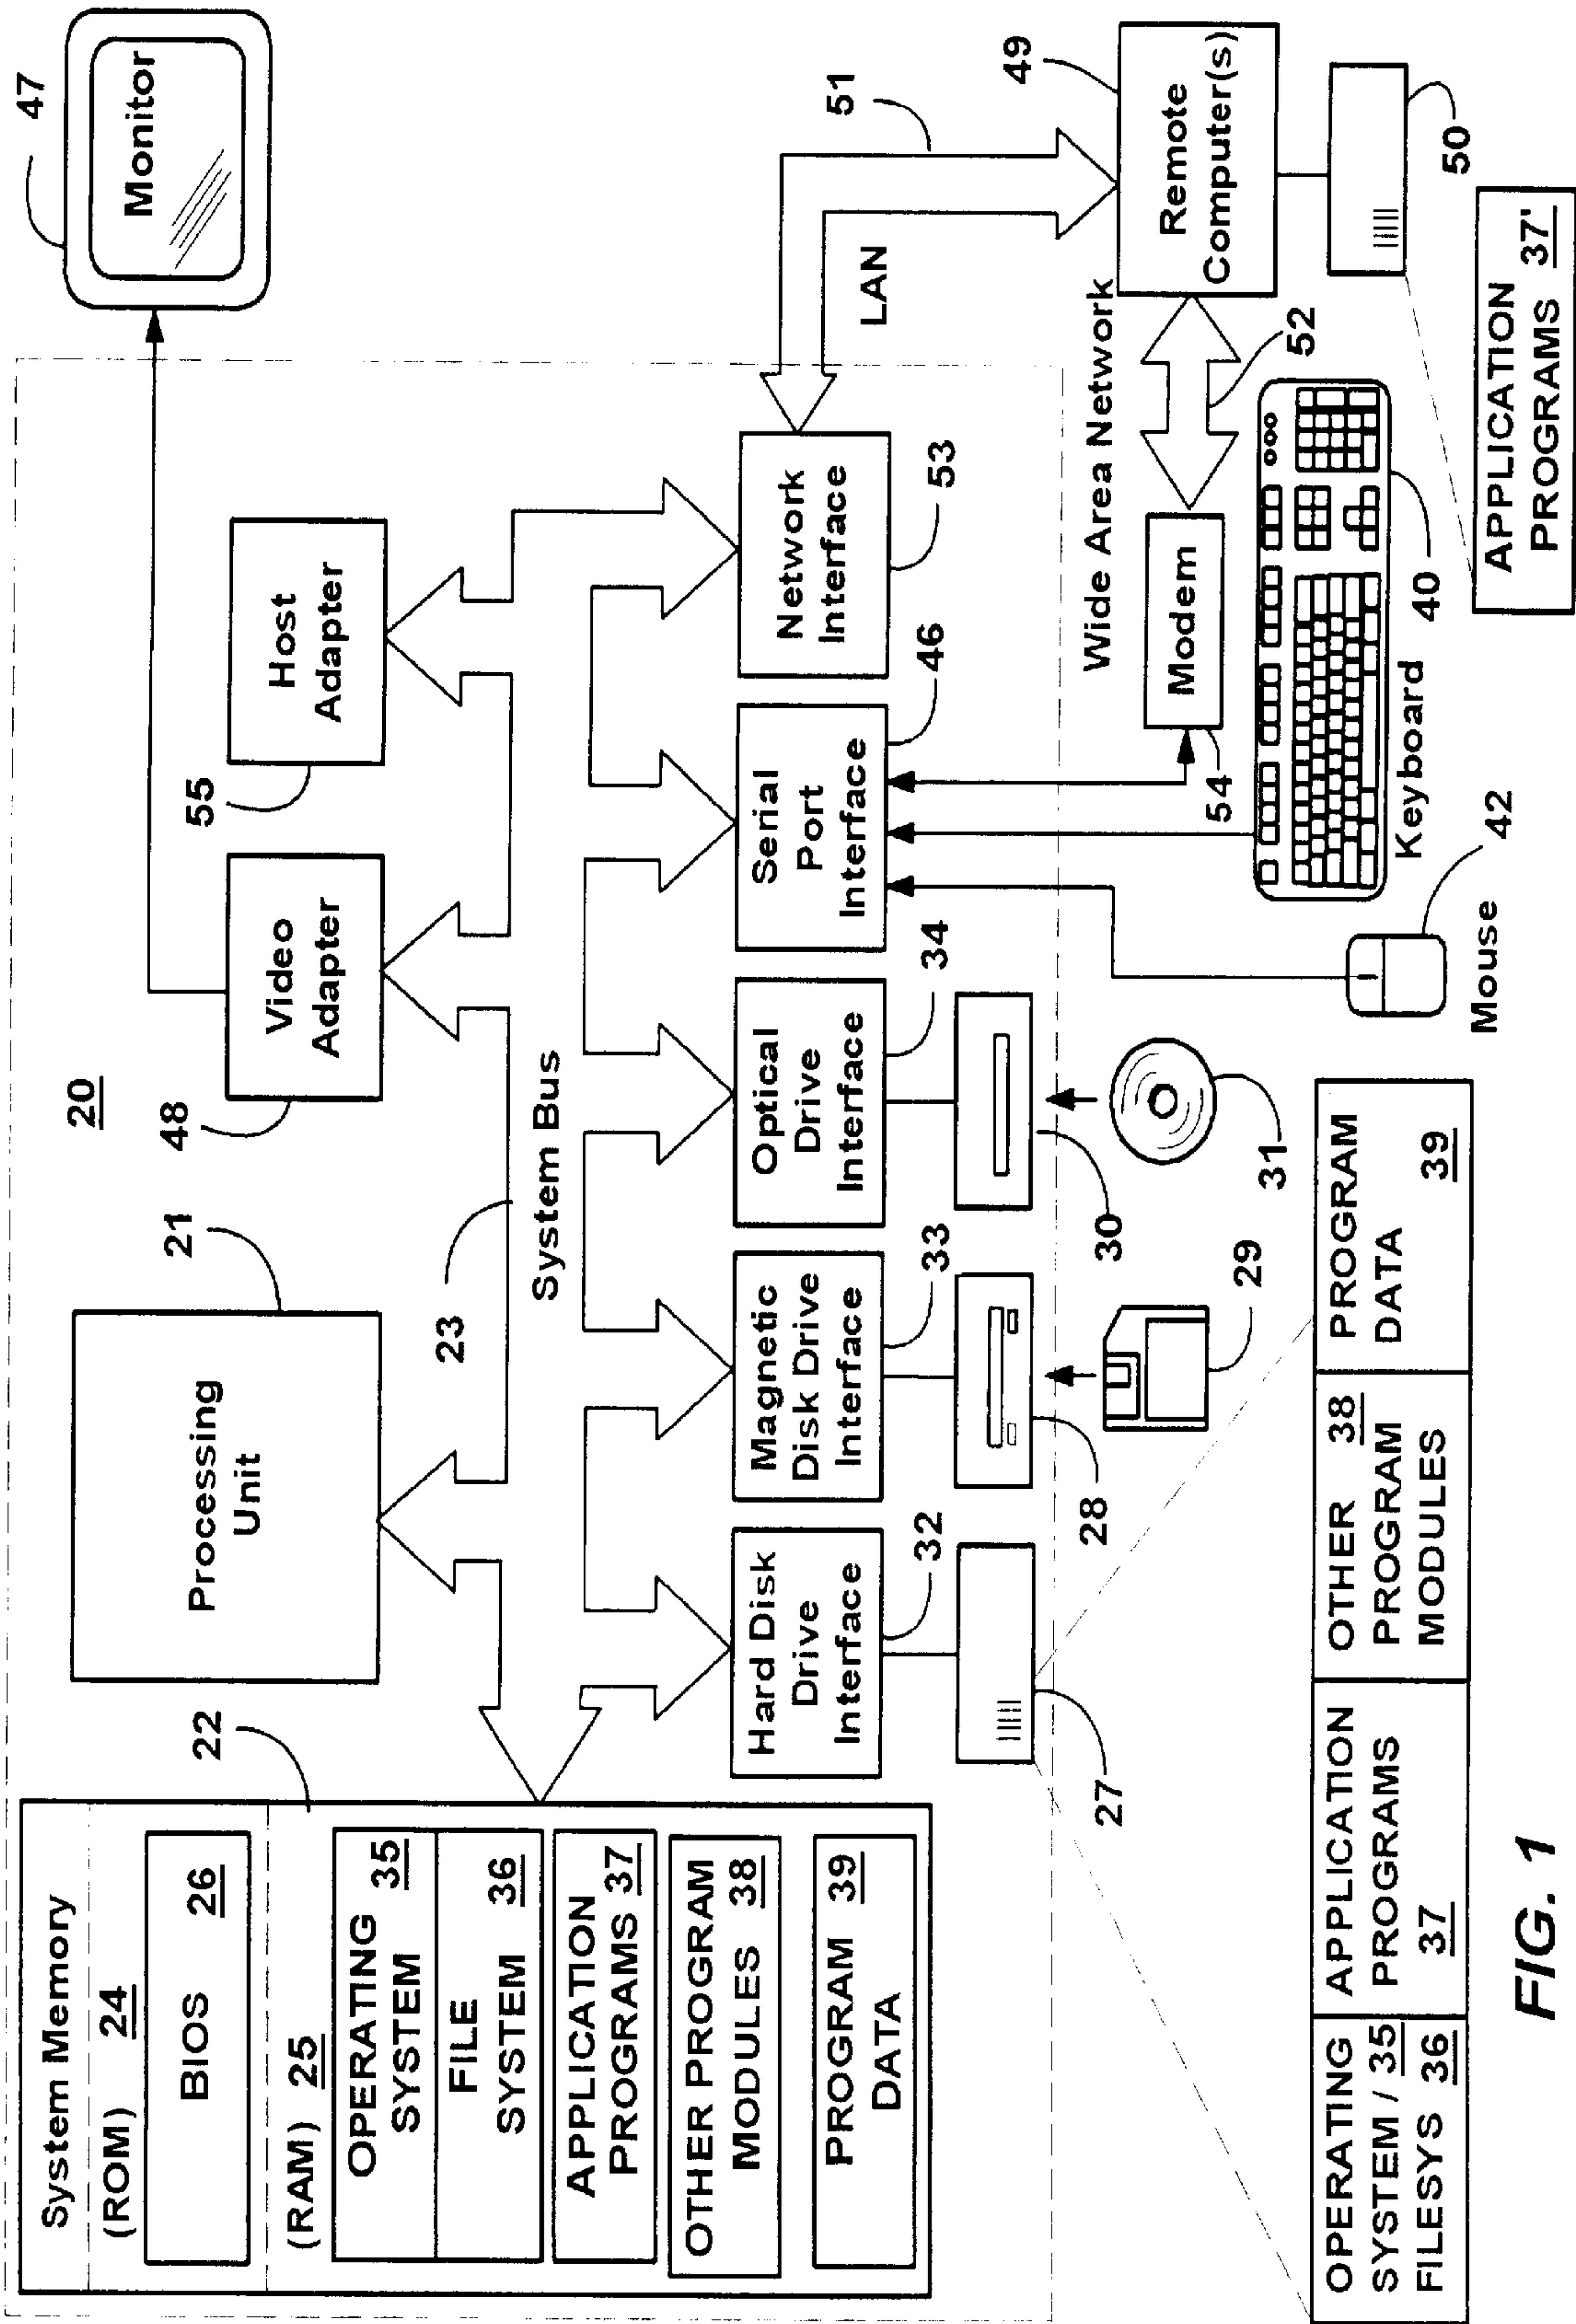 System Memory
(ROM) 24
BIOS 26
(RAM) 25
OPERATING
SYSTEM 35
FILE
SYSTEM 36
APPLICATION
PROGRAMS 37
OTHER PROGRAM
MODULES 38
PROGRAM 39
DATA
22
Processing
Unit
21
20
Video
Adapter
48
Host
Adapter
55
Monitor
47
23
System Bus
Hard Disk
Drive
Interface
32
Magnetic
Disk Drive
Interface
33
Optical
Drive
Interface
34
Serial
Port
Interface
46
Network
Interface
53
LAN
51
27
28
29
30
31
Wide Area Network
Modem
54
52
Remote
Computer(s)
49
50
Mouse
42
Keyboard
40
APPLICATION
PROGRAMS 37'
OPERATING
SYSTEM / 35
FILESYS 36
APPLICATION
PROGRAMS
37
OTHER 38
PROGRAM
MODULES
PROGRAM
DATA 39
FIG. 1